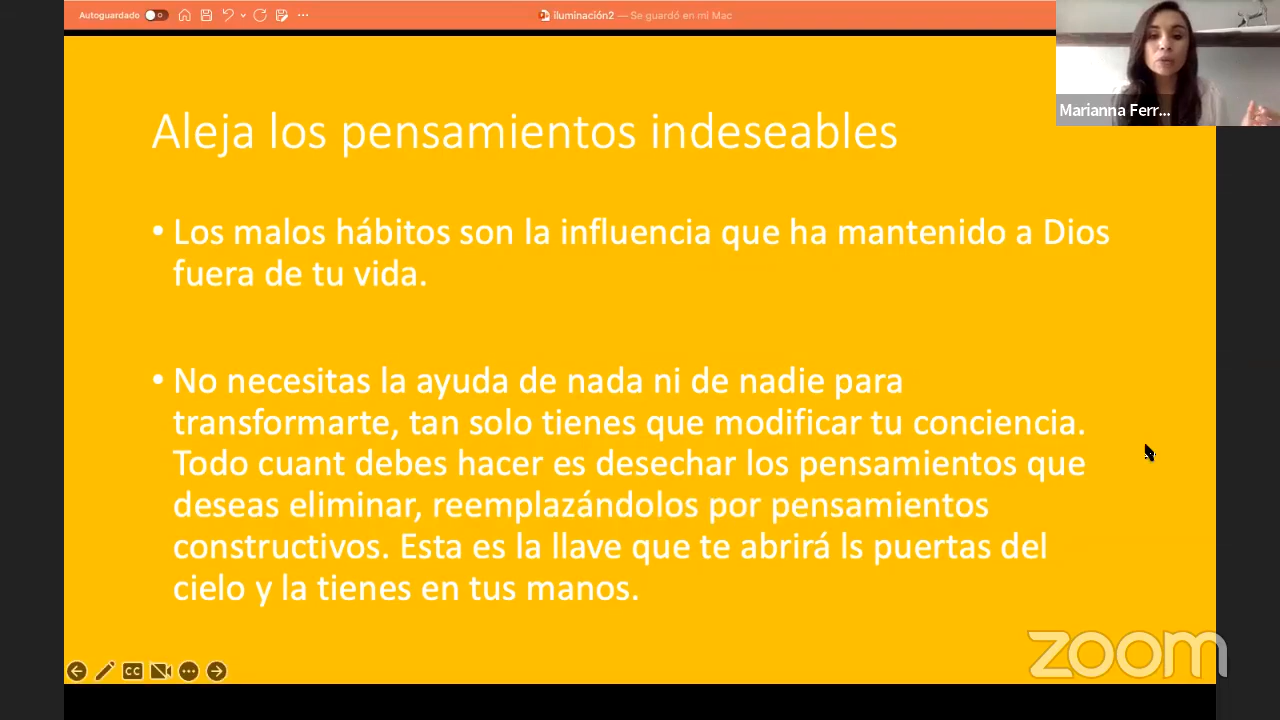 Autoguardado
iluminación2 — Se guardó en mi Mac
Marianna Ferr...
Aleja los pensamientos indeseables
• Los malos hábitos son la influencia que ha mantenido a Dios
fuera de tu vida.
• No necesitas la ayuda de nada ni de nadie para
transformarte, tan solo tienes que modificar tu conciencia.
Todo cuant debes hacer es desechar los pensamientos que
deseas eliminar, reemplazándolos por pensamientos
constructivos. Esta es la llave que te abrirá ls puertas del
cielo y la tienes en tus manos.
CC
zoom